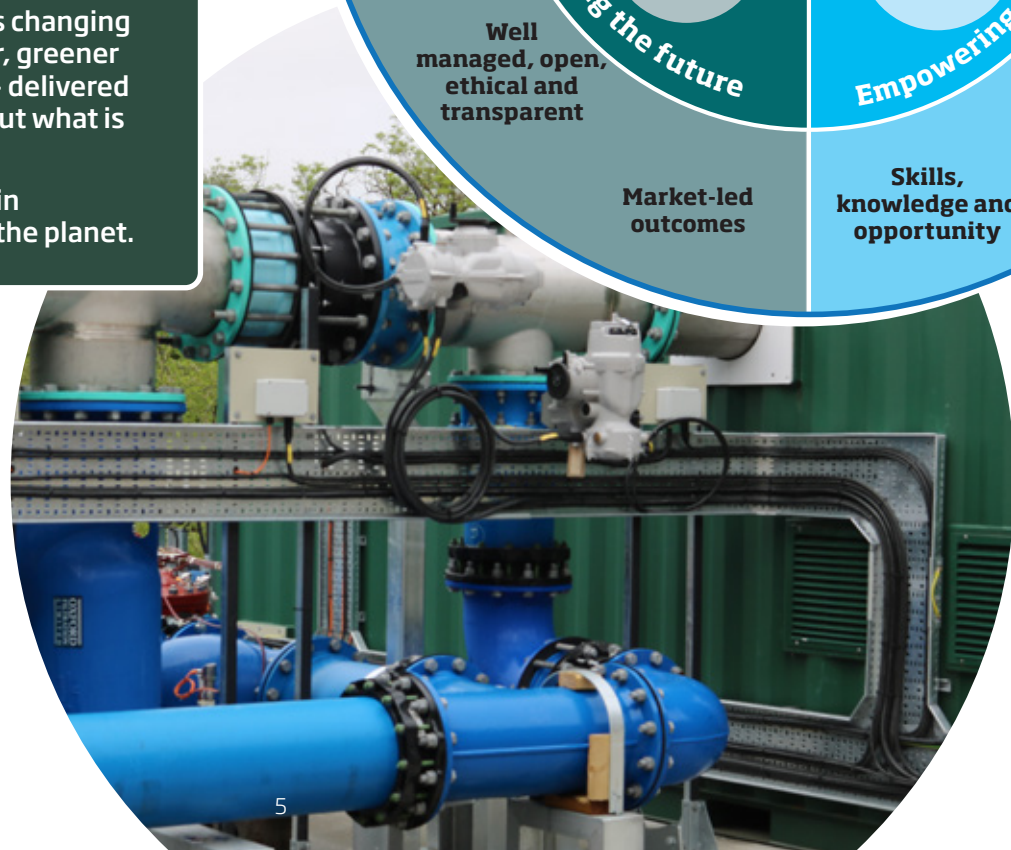 s changing
r, greener
delivered
ut what is
in
the planet.
Well
managed, open,
ethical and
transparent
g the future
Market-led
outcomes
Empowering
Skills,
knowledge and
opportunity
OXFORD
5